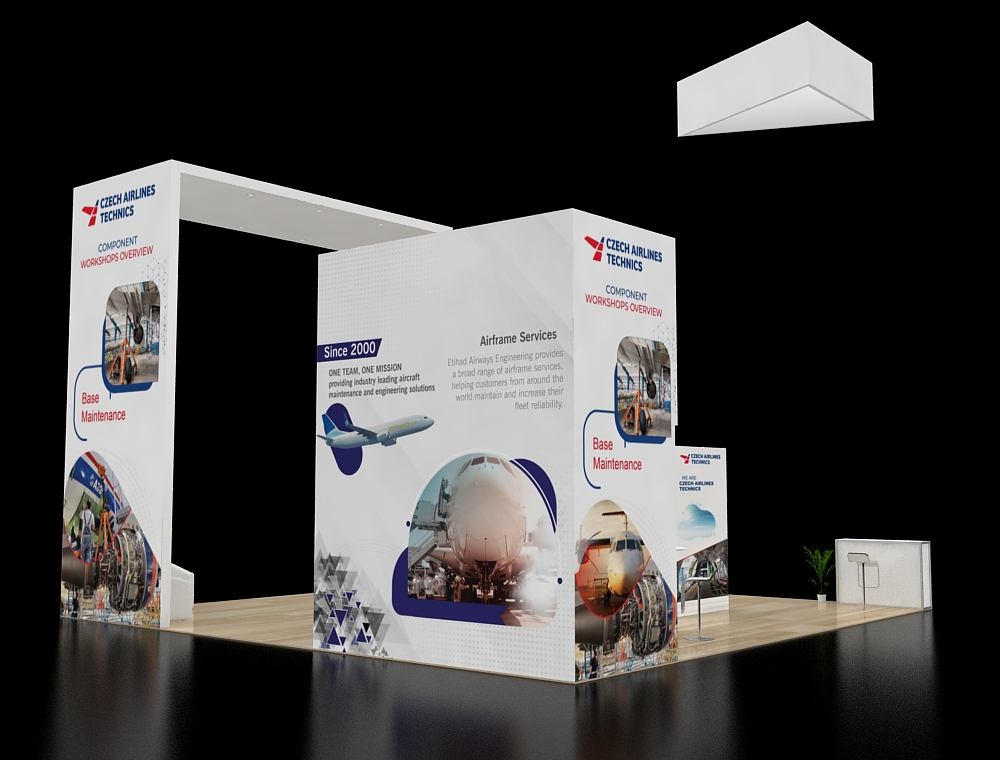 CZECH AIRLINES
TECHNICS
COMPONENT
WORKSHOPS OVERVIEW
Base
Maintenance
Since 2000
ONE TEAM, ONE MISSION
providing industry leading aircraft
maintenance and engineering solutions
Airframe Services
Etihad Airways Engineering provides
a broad range of airframe services,
helping customers from around the
world maintain and increase their
fleet reliability.
CZECH AIRLINES
TECHNICS
COMPONENT
WORKSHOPS OVERVIEW
Base
Maintenance
CZECH AIRLINES
TECHNICS
WE ARE
CZECH AIRLINES
TECHNICS